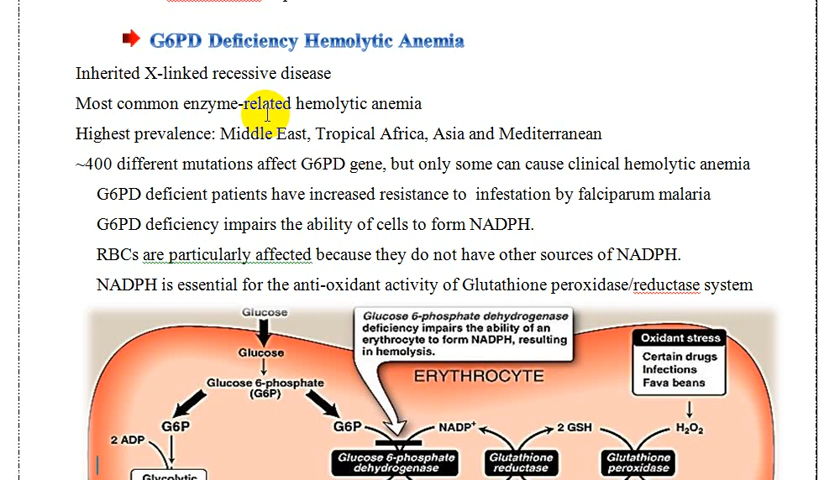 G6PD Deficiency Hemolytic Anemia
Inherited X-linked recessive disease
Most common enzyme-related hemolytic anemia
Highest prevalence: Middle East, Tropical Africa, Asia and Mediterranean
~400 different mutations affect G6PD gene, but only some can cause clinical hemolytic anemia
G6PD deficient patients have increased resistance to infestation by falciparum malaria
G6PD deficiency impairs the ability of cells to form NADPH.
RBCs are particularly affected because they do not have other sources of NADPH.
NADPH is essential for the anti-oxidant activity of Glutathione peroxidase/reductase system
Glucose
Glucose 6-phosphate dehydrogenase
deficiency impairs the ability of an
erythrocyte to form NADPH, resulting
in hemolysis.
Oxidant stress
Certain drugs
Infections
Fava beans
Glucose
ERYTHROCYTE
Glucose 6-phosphate
(G6P)
G6P
G6P
NADP+
2 GSH
H2O2
2 ADP
Glucose 6-phosphate
dehydrogenase
Glutathione
reductase
Glutathione
peroxidase
Glycolytic